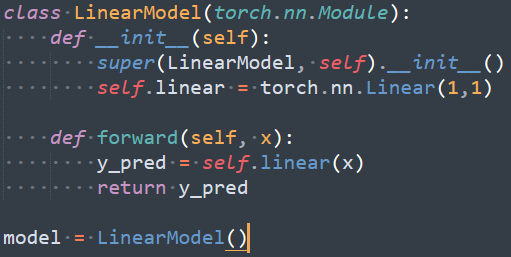 class LinearModel(torch.nn.Module):
    def __init__(self):
        super(LinearModel, self).__init__()
        self.linear = torch.nn.Linear(1,1)

    def forward(self, x):
        y_pred = self.linear(x)
        return y_pred

model = LinearModel()